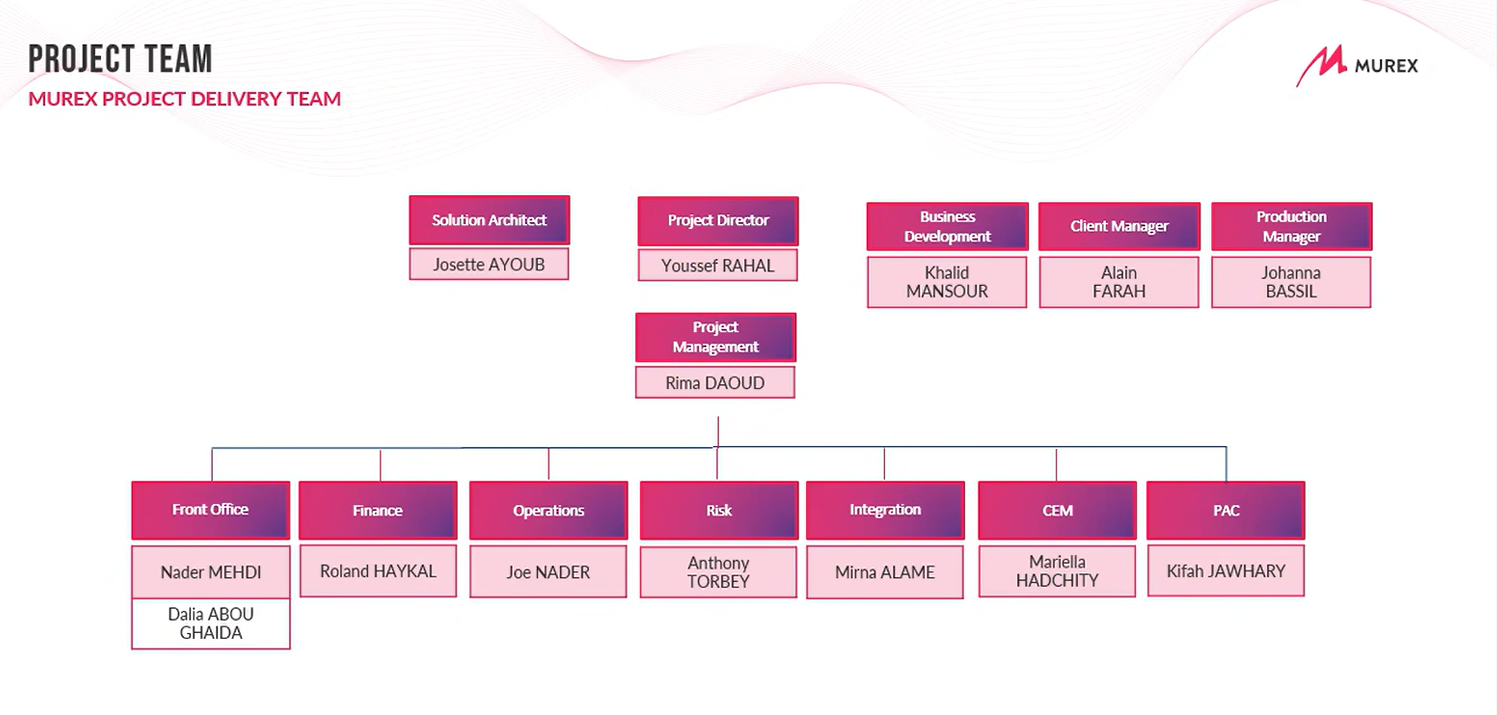 PROJECT TEAM
MUREX PROJECT DELIVERY TEAM
MUREX
Solution Architect
Josette AYOUB
Project Director
Youssef RAHAL
Business
Development
Khalid
MANSOUR
Client Manager
Alain
FARAH
Production
Manager
Johanna
BASSIL
Project
Management
Rima DAOUD
Front Office
Nader MEHDI
Dalia ABOU
GHAIDA
Finance
Roland HAYKAL
Operations
Joe NADER
Risk
Anthony
TORBEY
Integration
Mirna ALAME
CEM
Mariella
HADCHITY
PAC
Kifah JAWHARY